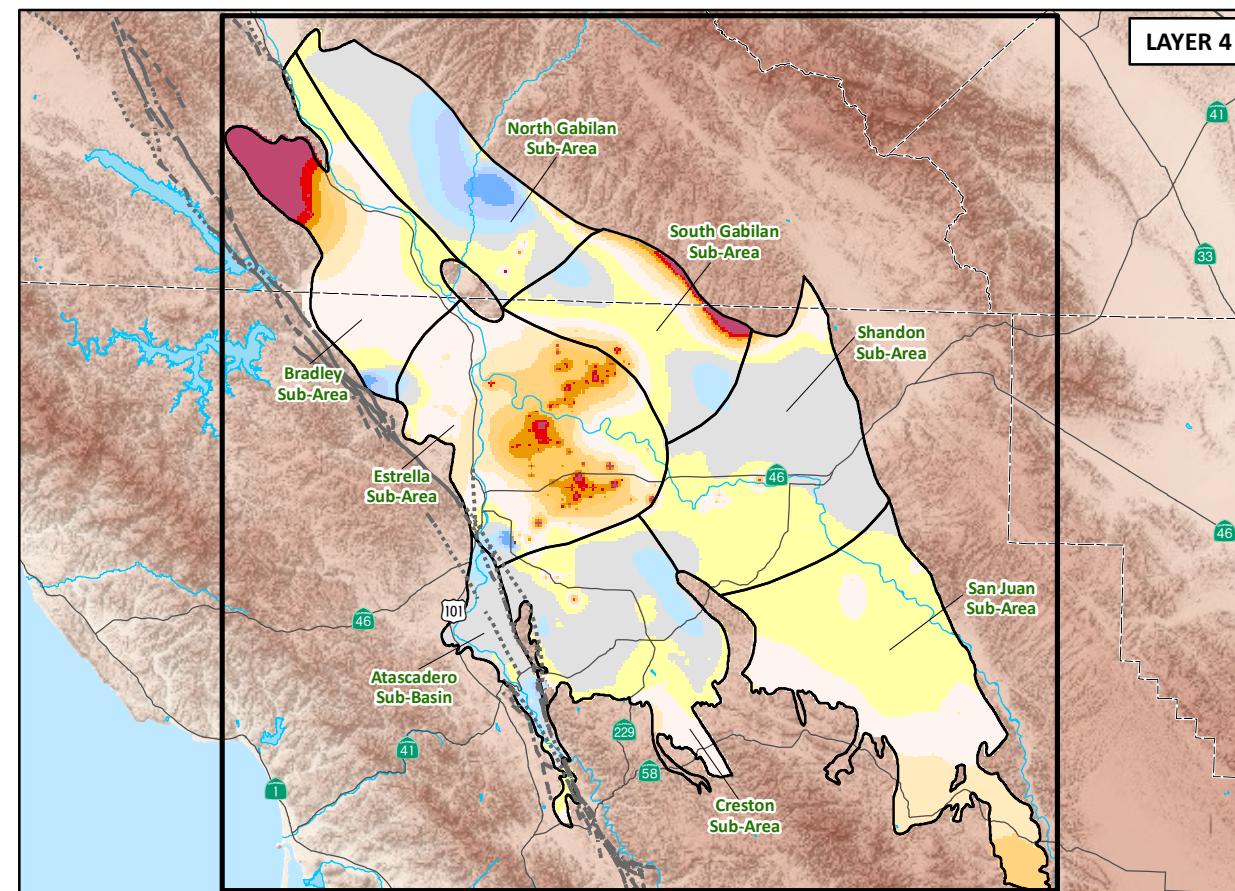 LAYER 4
41
North Gabilan
Sub-Area
South Gabilan
Sub-Area
33
Shandon
Sub-Area
Bradley
Sub-Area
Estrella
Sub-Area
46
46
San Juan
Sub-Area
101
46
Atascadero
Sub-Basin
229
41
58
1
Creston
Sub-Area